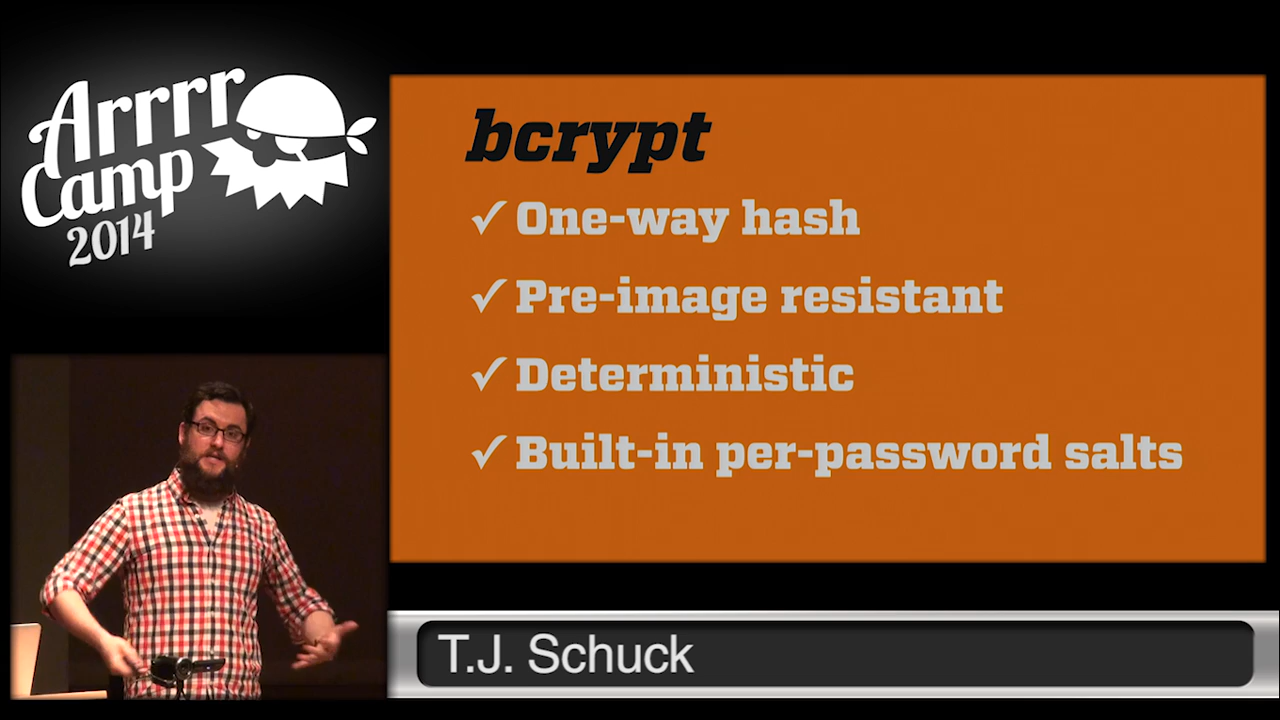 Arrrr
Camp
2014
bcrypt
✓ One-way hash
✓ Pre-image resistant
✓ Deterministic
✓ Built-in per-password salts
T.J. Schuck